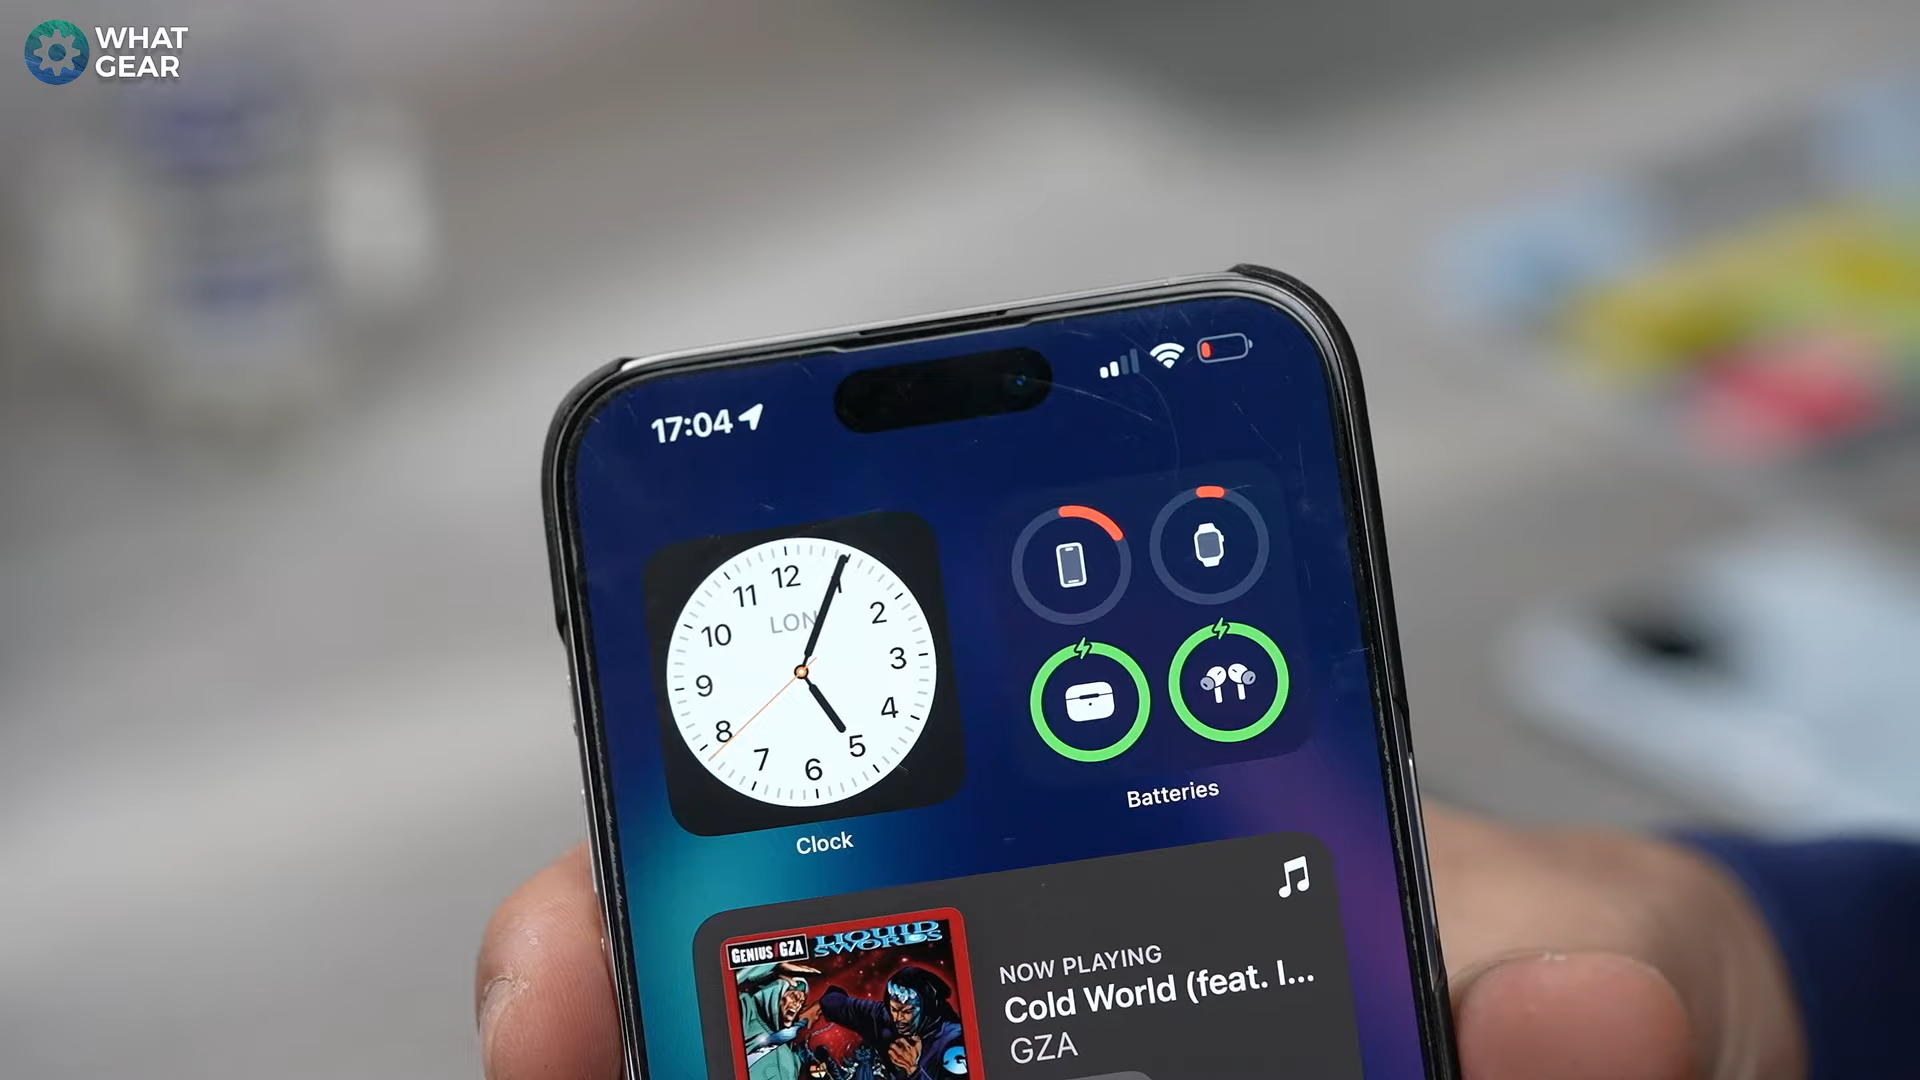 WHAT
GEAR
17:04
12
11
10
9
8
7
6
5
4
3
2
LON
Clock
Batteries
GENIUS/GZA
LIQUID
SWORDS
NOW PLAYING
Cold World (feat. I...
GZA